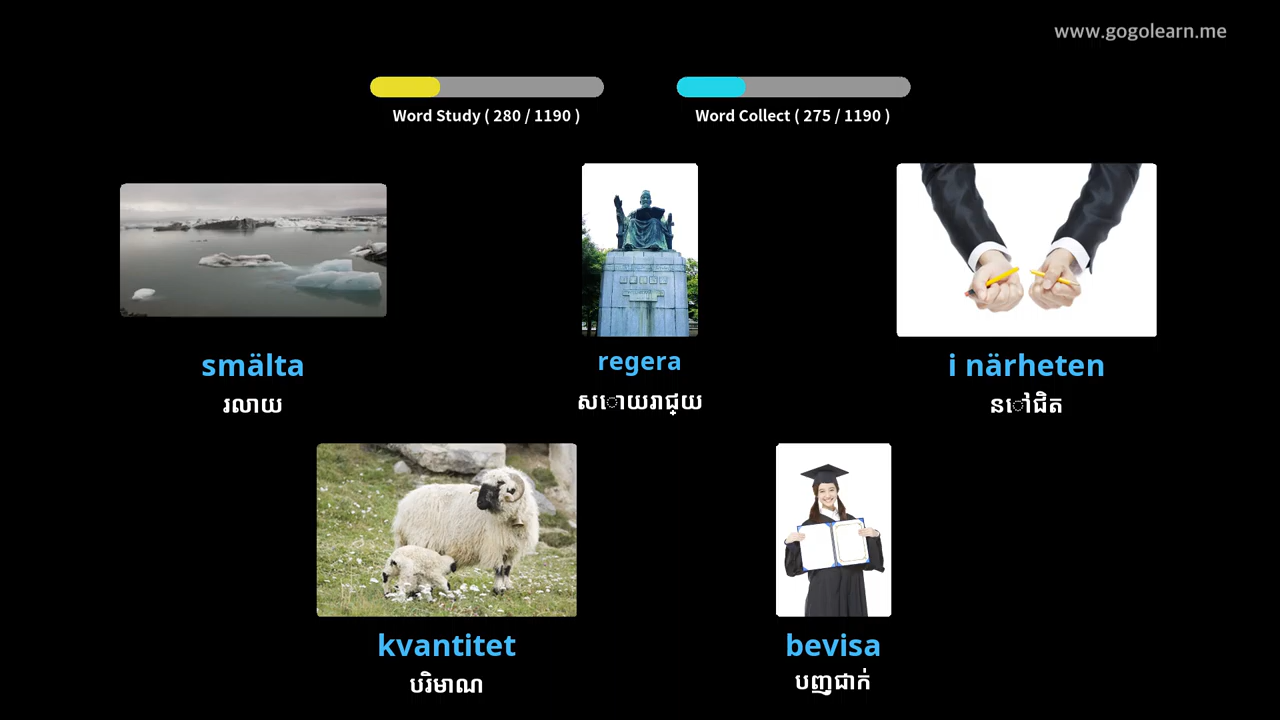 www.gogolearn.me
Word Study ( 280 / 1190 )
Word Collect ( 275 / 1190 )
smälta
រលាយ
regera
សោយរាជ្យ
i närheten
នៅជិត
kvantitet
បរិមាណ
bevisa
បញ្ជាក់